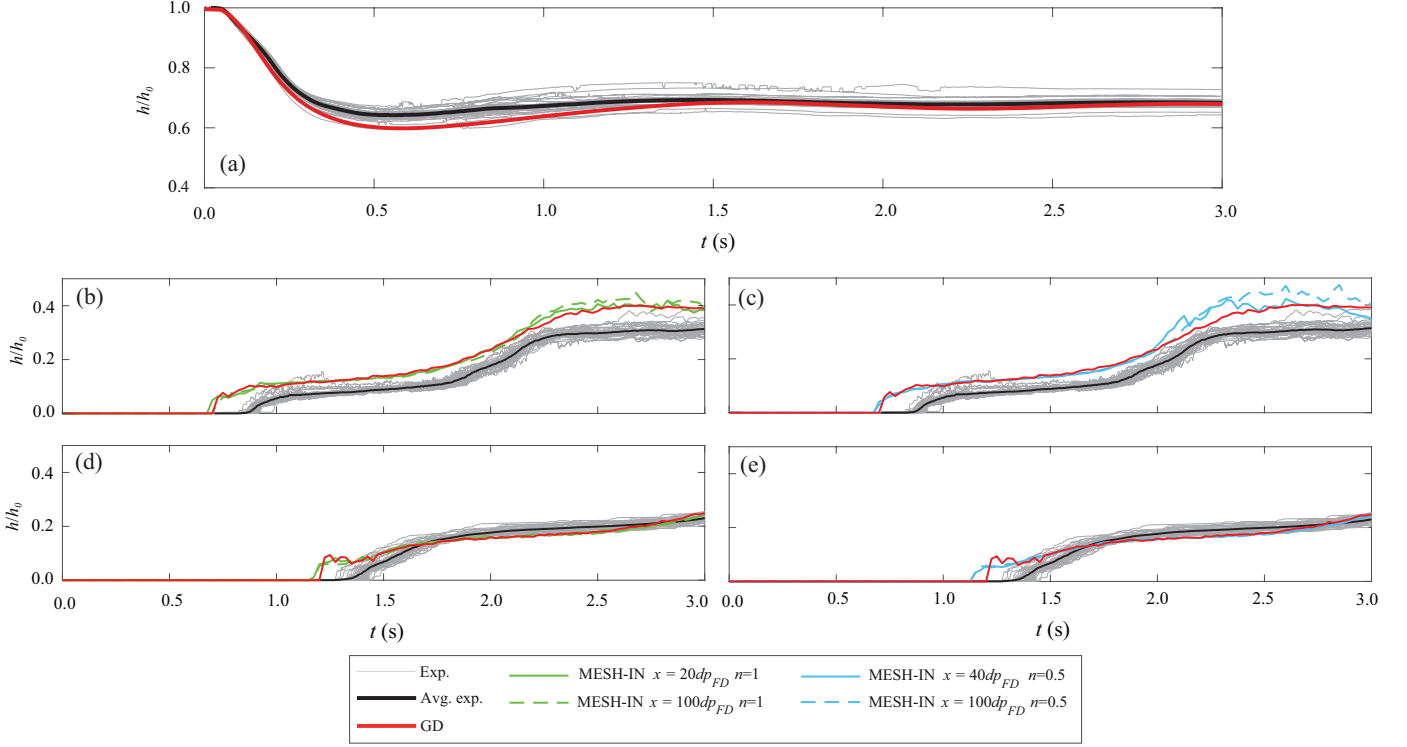 1.0
0.8
h/h0
0.6
(a)
0.4
0.0 0.5 1.0 1.5 2.0 2.5 3.0
t (s)
(b) (c)
0.4
h/h0
0.2
0.0
(d) (e)
0.4
h/h0
0.2
0.0
0.0 0.5 1.0 1.5 2.0 2.5 3.0 0.0 0.5 1.0 1.5 2.0 2.5 3.0
t (s) t (s)
Exp. MESH-IN x = 20dpFD n=1 MESH-IN x = 40dpFD n=0.5
Avg. exp. MESH-IN x = 100dpFD n=1 MESH-IN x = 100dpFD n=0.5
GD